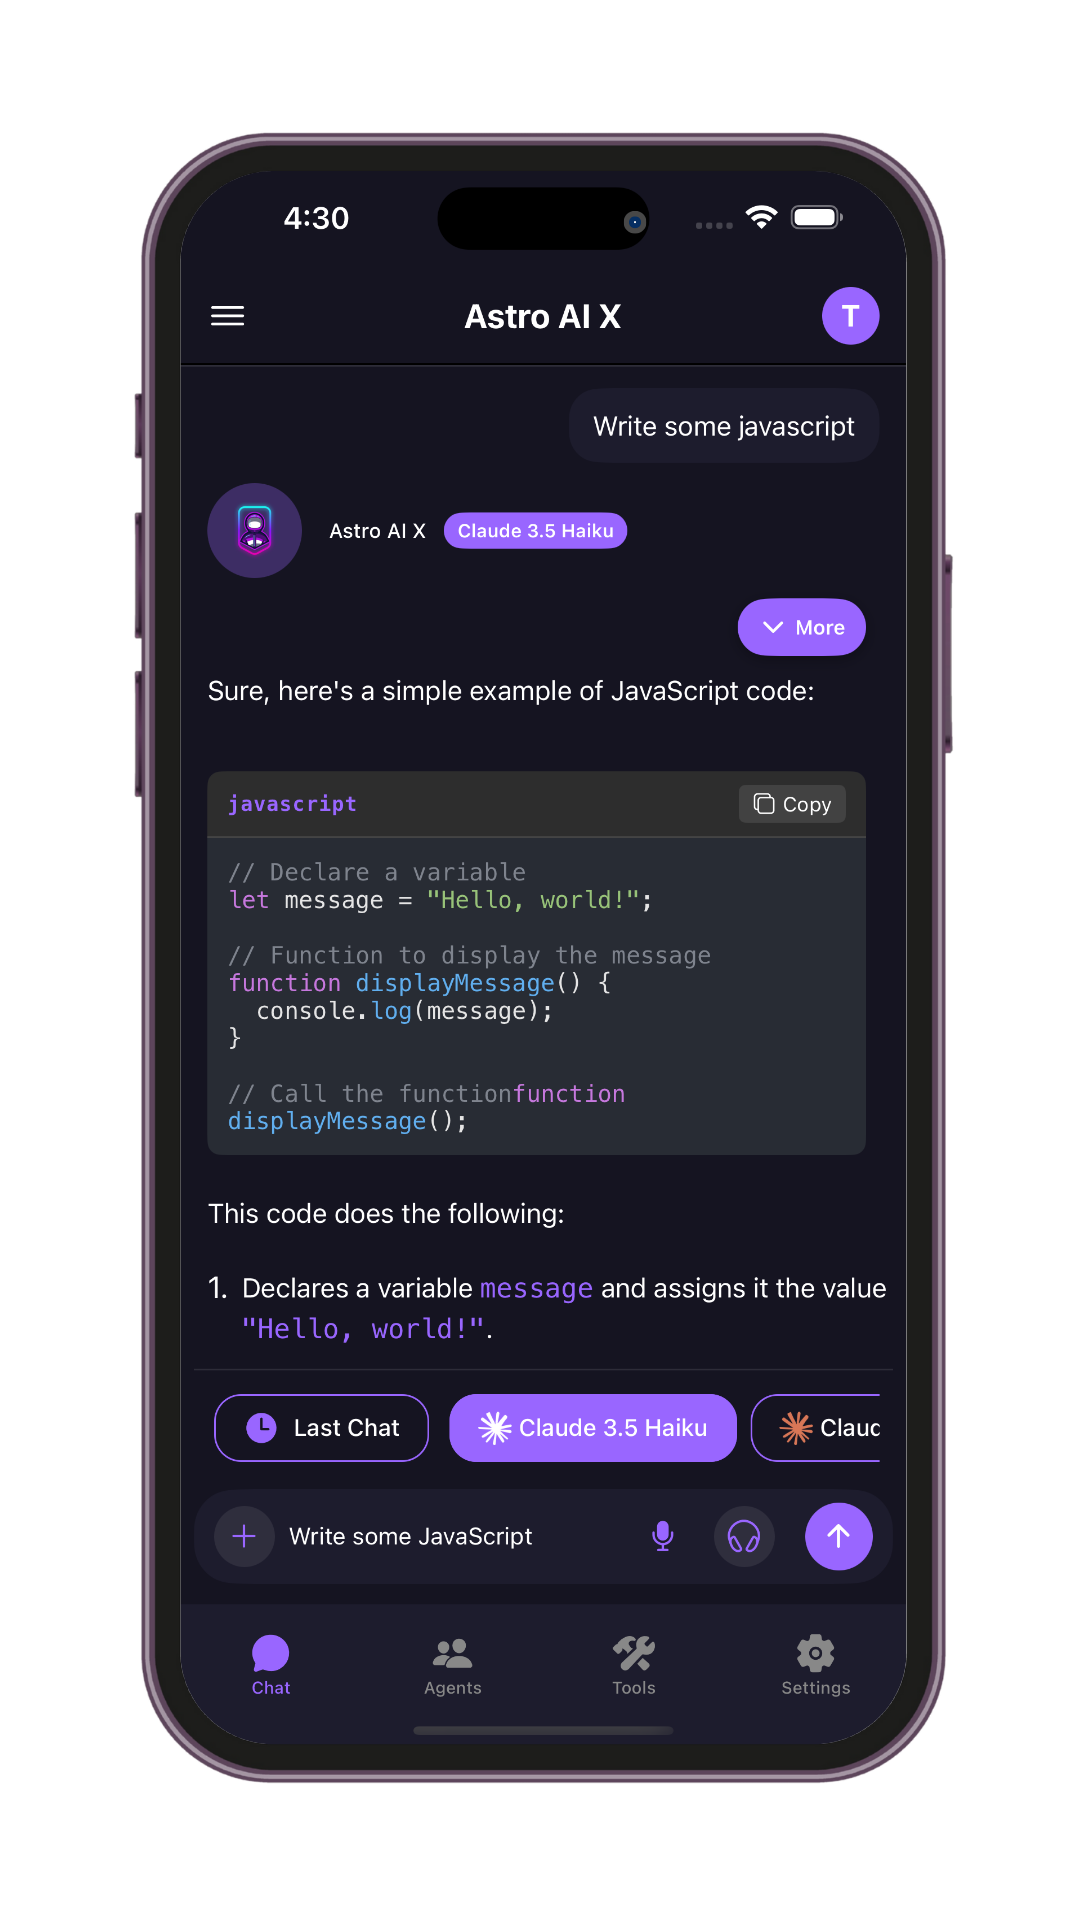 4:30
Astro AI X
T
Write some javascript
Astro AI X
Claude 3.5 Haiku
More
Sure, here's a simple example of JavaScript code:
javascript
Copy
// Declare a variable
let message = "Hello, world!";
// Function to display the message
function displayMessage() {
  console.log(message);
}
// Call the functionfunction
displayMessage();
This code does the following:
1. Declares a variable message and assigns it the value
"Hello, world!".
Last Chat
Claude 3.5 Haiku
Claud
Write some JavaScript
Chat
Agents
Tools
Settings